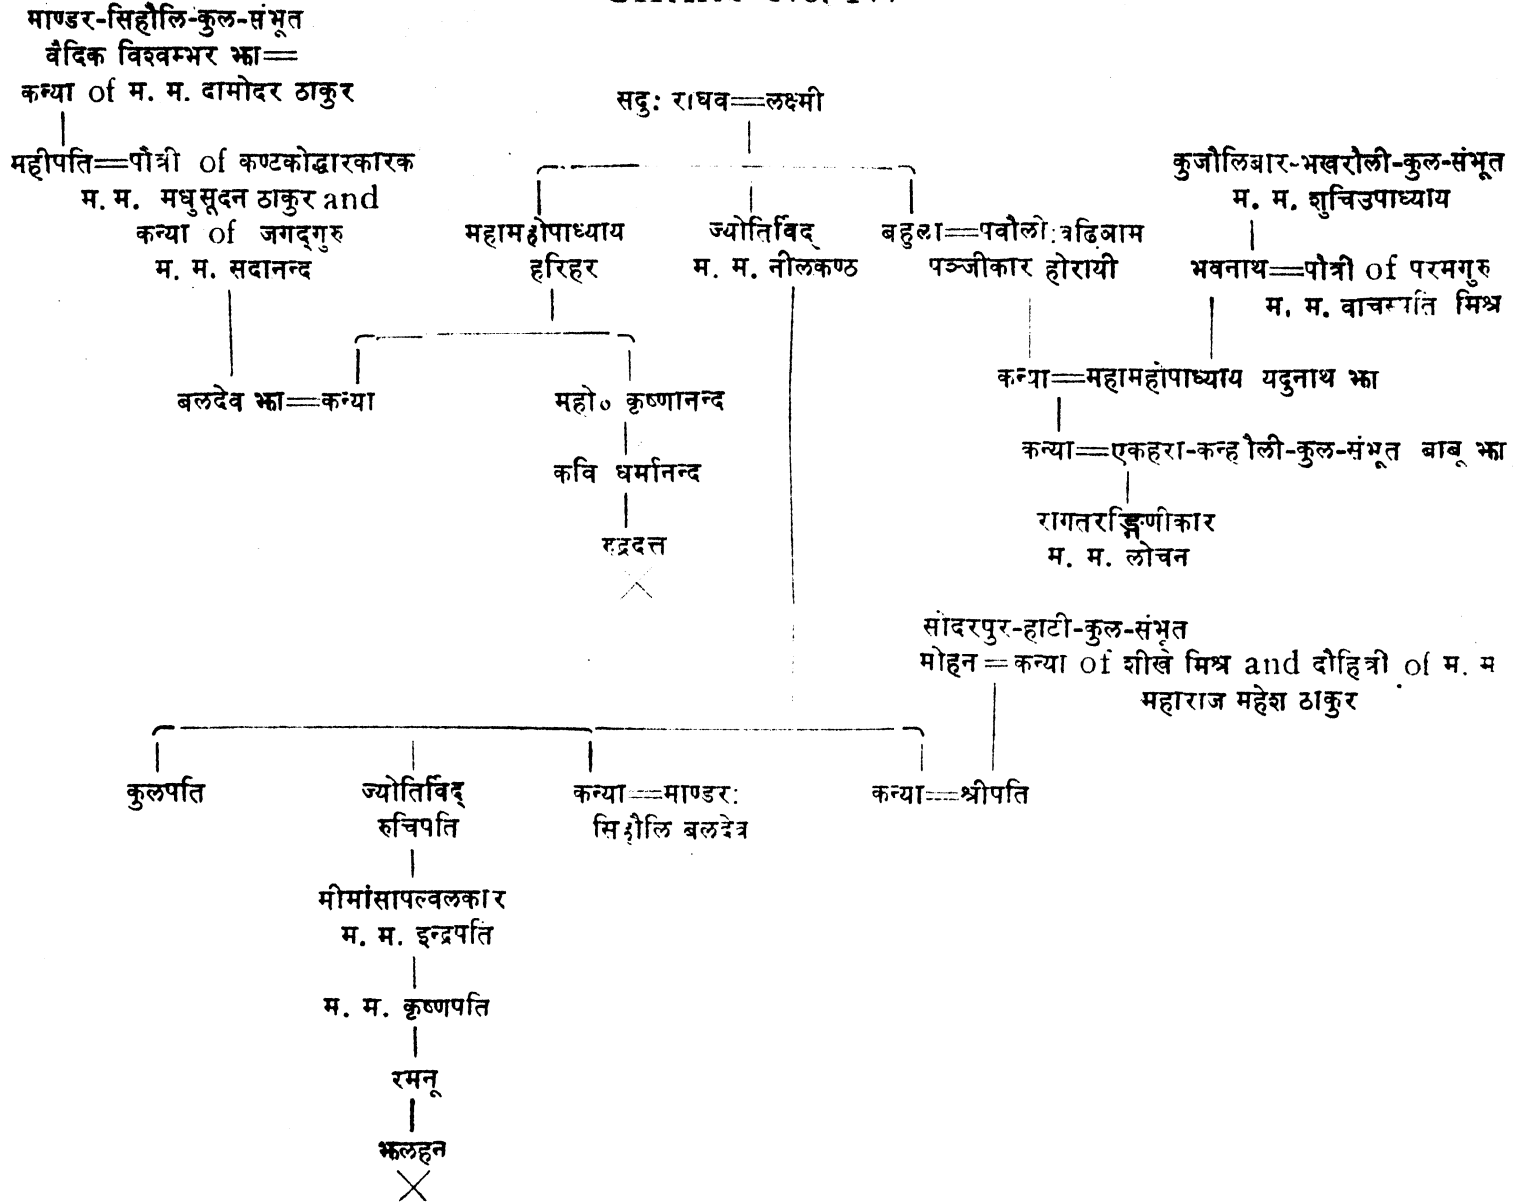 माण्डर-सिहौलि-कुल-संभूत
वैदिक विश्वम्भर झा==
कन्या of म. म. दामोदर ठाकुर
महीपति==पौत्री of कण्टकोद्धारकारक
म. म. मधुसूदन ठाकुर and
कन्या of जगद्गुरु
म. म. सदानन्द
सदु: राघव==लक्ष्मी
महामहोपाध्याय
हरिहर
ज्योतिर्विद्
म. म. नीलकण्ठ
बहुला==पवौली:
पञ्जीकार होरायी
कुजौलिबार-भखरौली-कुल-संभूत
म. म. शुचिउपाध्याय
भवनाथ==पौत्री of परमगुरु
म. म. वाचस्पति मिश्र
बलदेव झा==कन्या
महो० कृष्णानन्द
कवि धर्मानन्द
रुद्रदत्त
कन्या==महामहोपाध्याय यदुनाथ झा
कन्या==एकहरा-कन्हौली-कुल-संभूत बाबू झा
रागतरङ्गिणीकार
म. म. लोचन
सोदरपुर-हाटी-कुल-संभूत
मोहन==कन्या of शीखे मिश्र and दौहित्री of म. म
महाराज महेश ठाकुर
कुलपति
ज्योतिर्विद्
रुचिपति
कन्या==माण्डर:
सिहौलि बलदेव
कन्या==श्रीपति
मीमांसापल्वलकार
म. म. इन्द्रपति
म. म. कृष्णपति
रमनू
झलहन